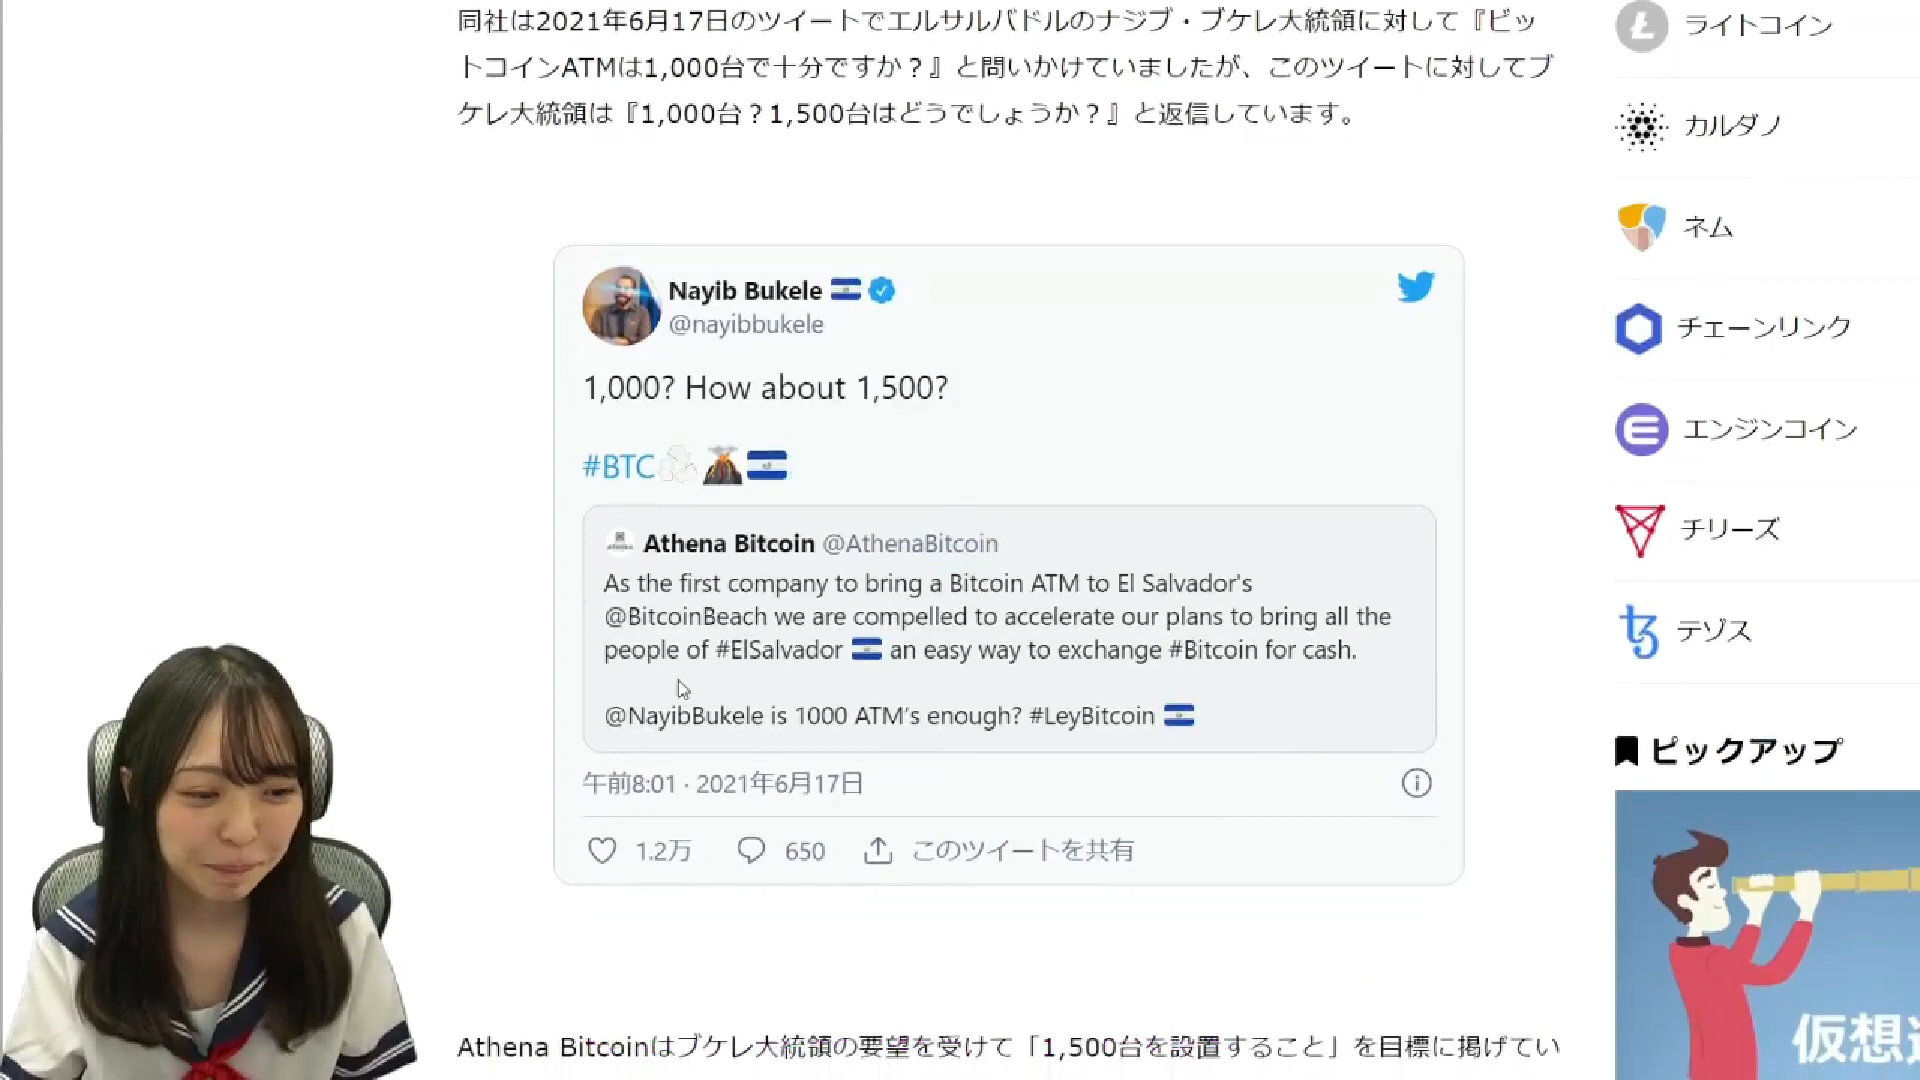 同社は2021年6月17日のツイートでエルサルバドルのナジブ・ブケレ大統領に対して『ビッ
トコインATMは1,000台で十分ですか？』と問いかけていましたが、このツイートに対してブ
ケレ大統領は『1,000台？1,500台はどうでしょうか？』と返信しています。
Nayib Bukele
@nayibbukele
1,000? How about 1,500?
#BTC
Athena Bitcoin @AthenaBitcoin
As the first company to bring a Bitcoin ATM to El Salvador's
@BitcoinBeach we are compelled to accelerate our plans to bring all the
people of #ElSalvador an easy way to exchange #Bitcoin for cash.
@NayibBukele is 1000 ATM's enough? #LeyBitcoin
午前8:01 · 2021年6月17日
1.2万 650 このツイートを共有
Athena Bitcoinはブケレ大統領の要望を受けて「1,500台を設置すること」を目標に掲げてい
ライトコイン
カルダノ
ネム
チェーンリンク
エンジンコイン
チリーズ
テゾス
ピックアップ
仮想